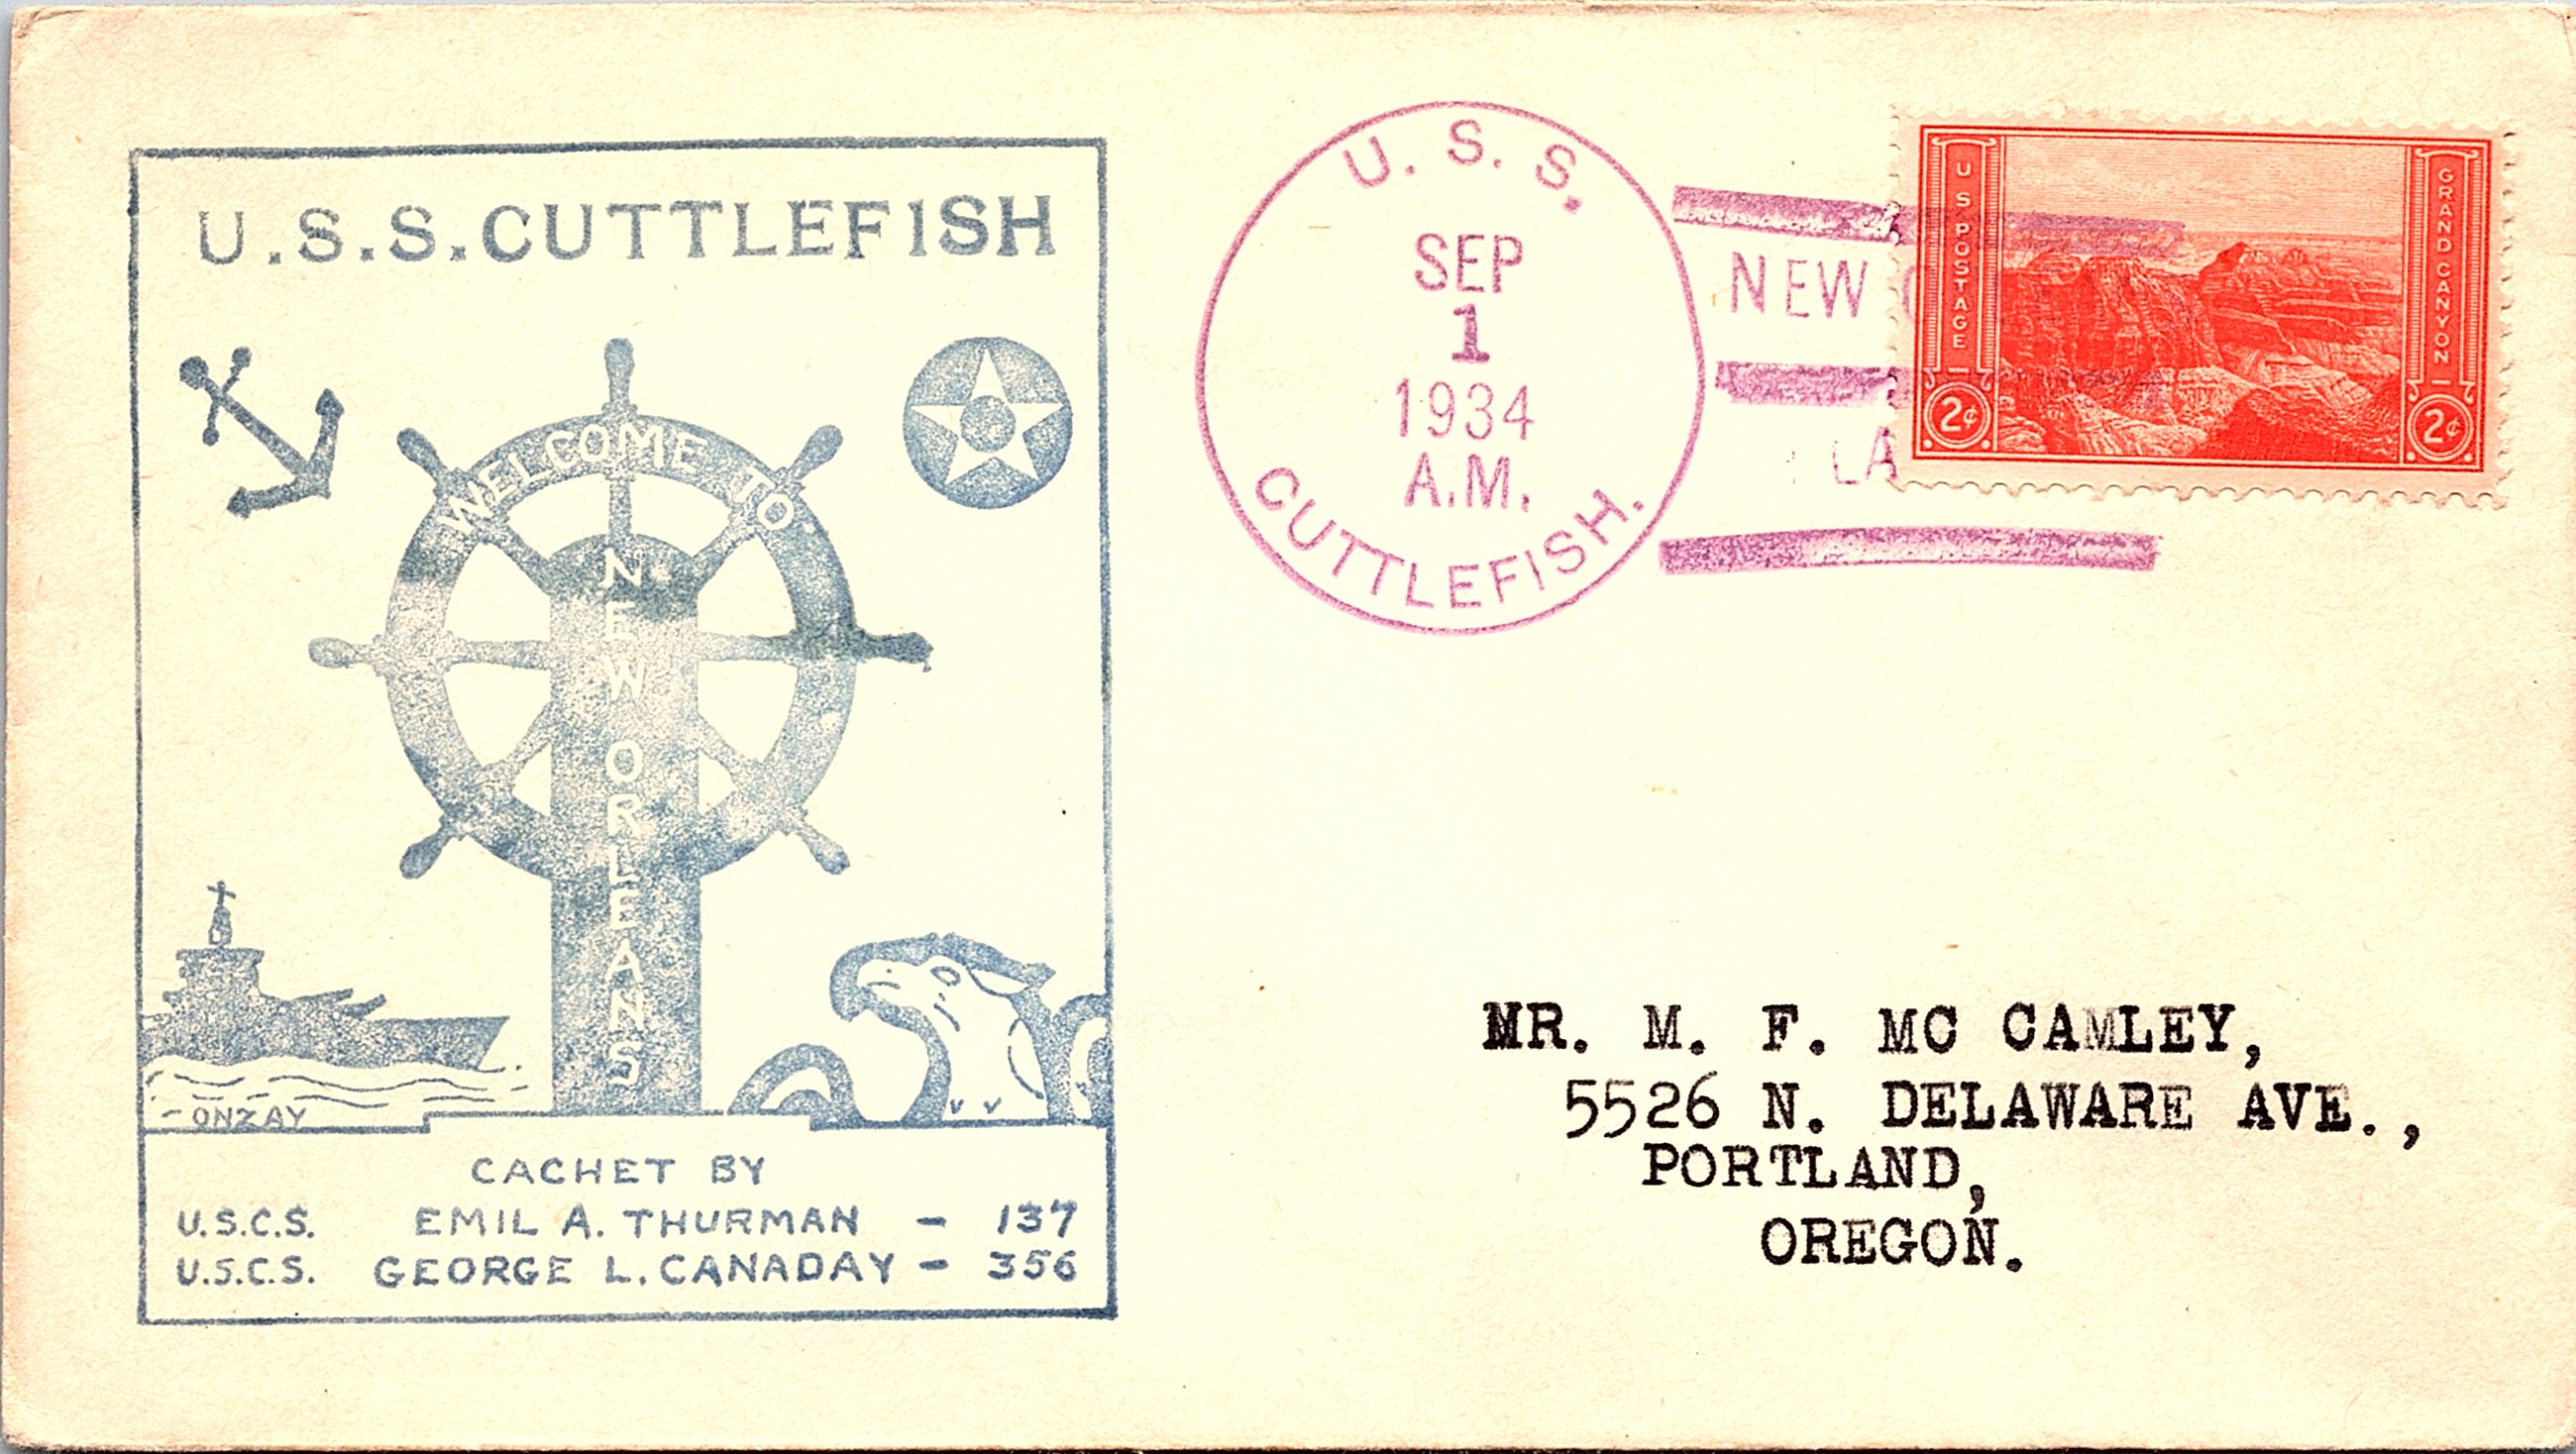 U.S.S.CUTTLEFISH
WELCOME TO
NEW ORLEANS
-ONZAY
CACHET BY
U.S.C.S. EMIL A. THURMAN - 137
U.S.C.S. GEORGE L. CANADAY - 356
U. S. S.
SEP
1
1934
A.M.
CUTTLEFISH.
NEW
LA
U S POSTAGE
GRAND CANYON
2¢
2¢
MR. M. F. MC CAMLEY,
5526 N. DELAWARE AVE.,
PORTLAND,
OREGON.